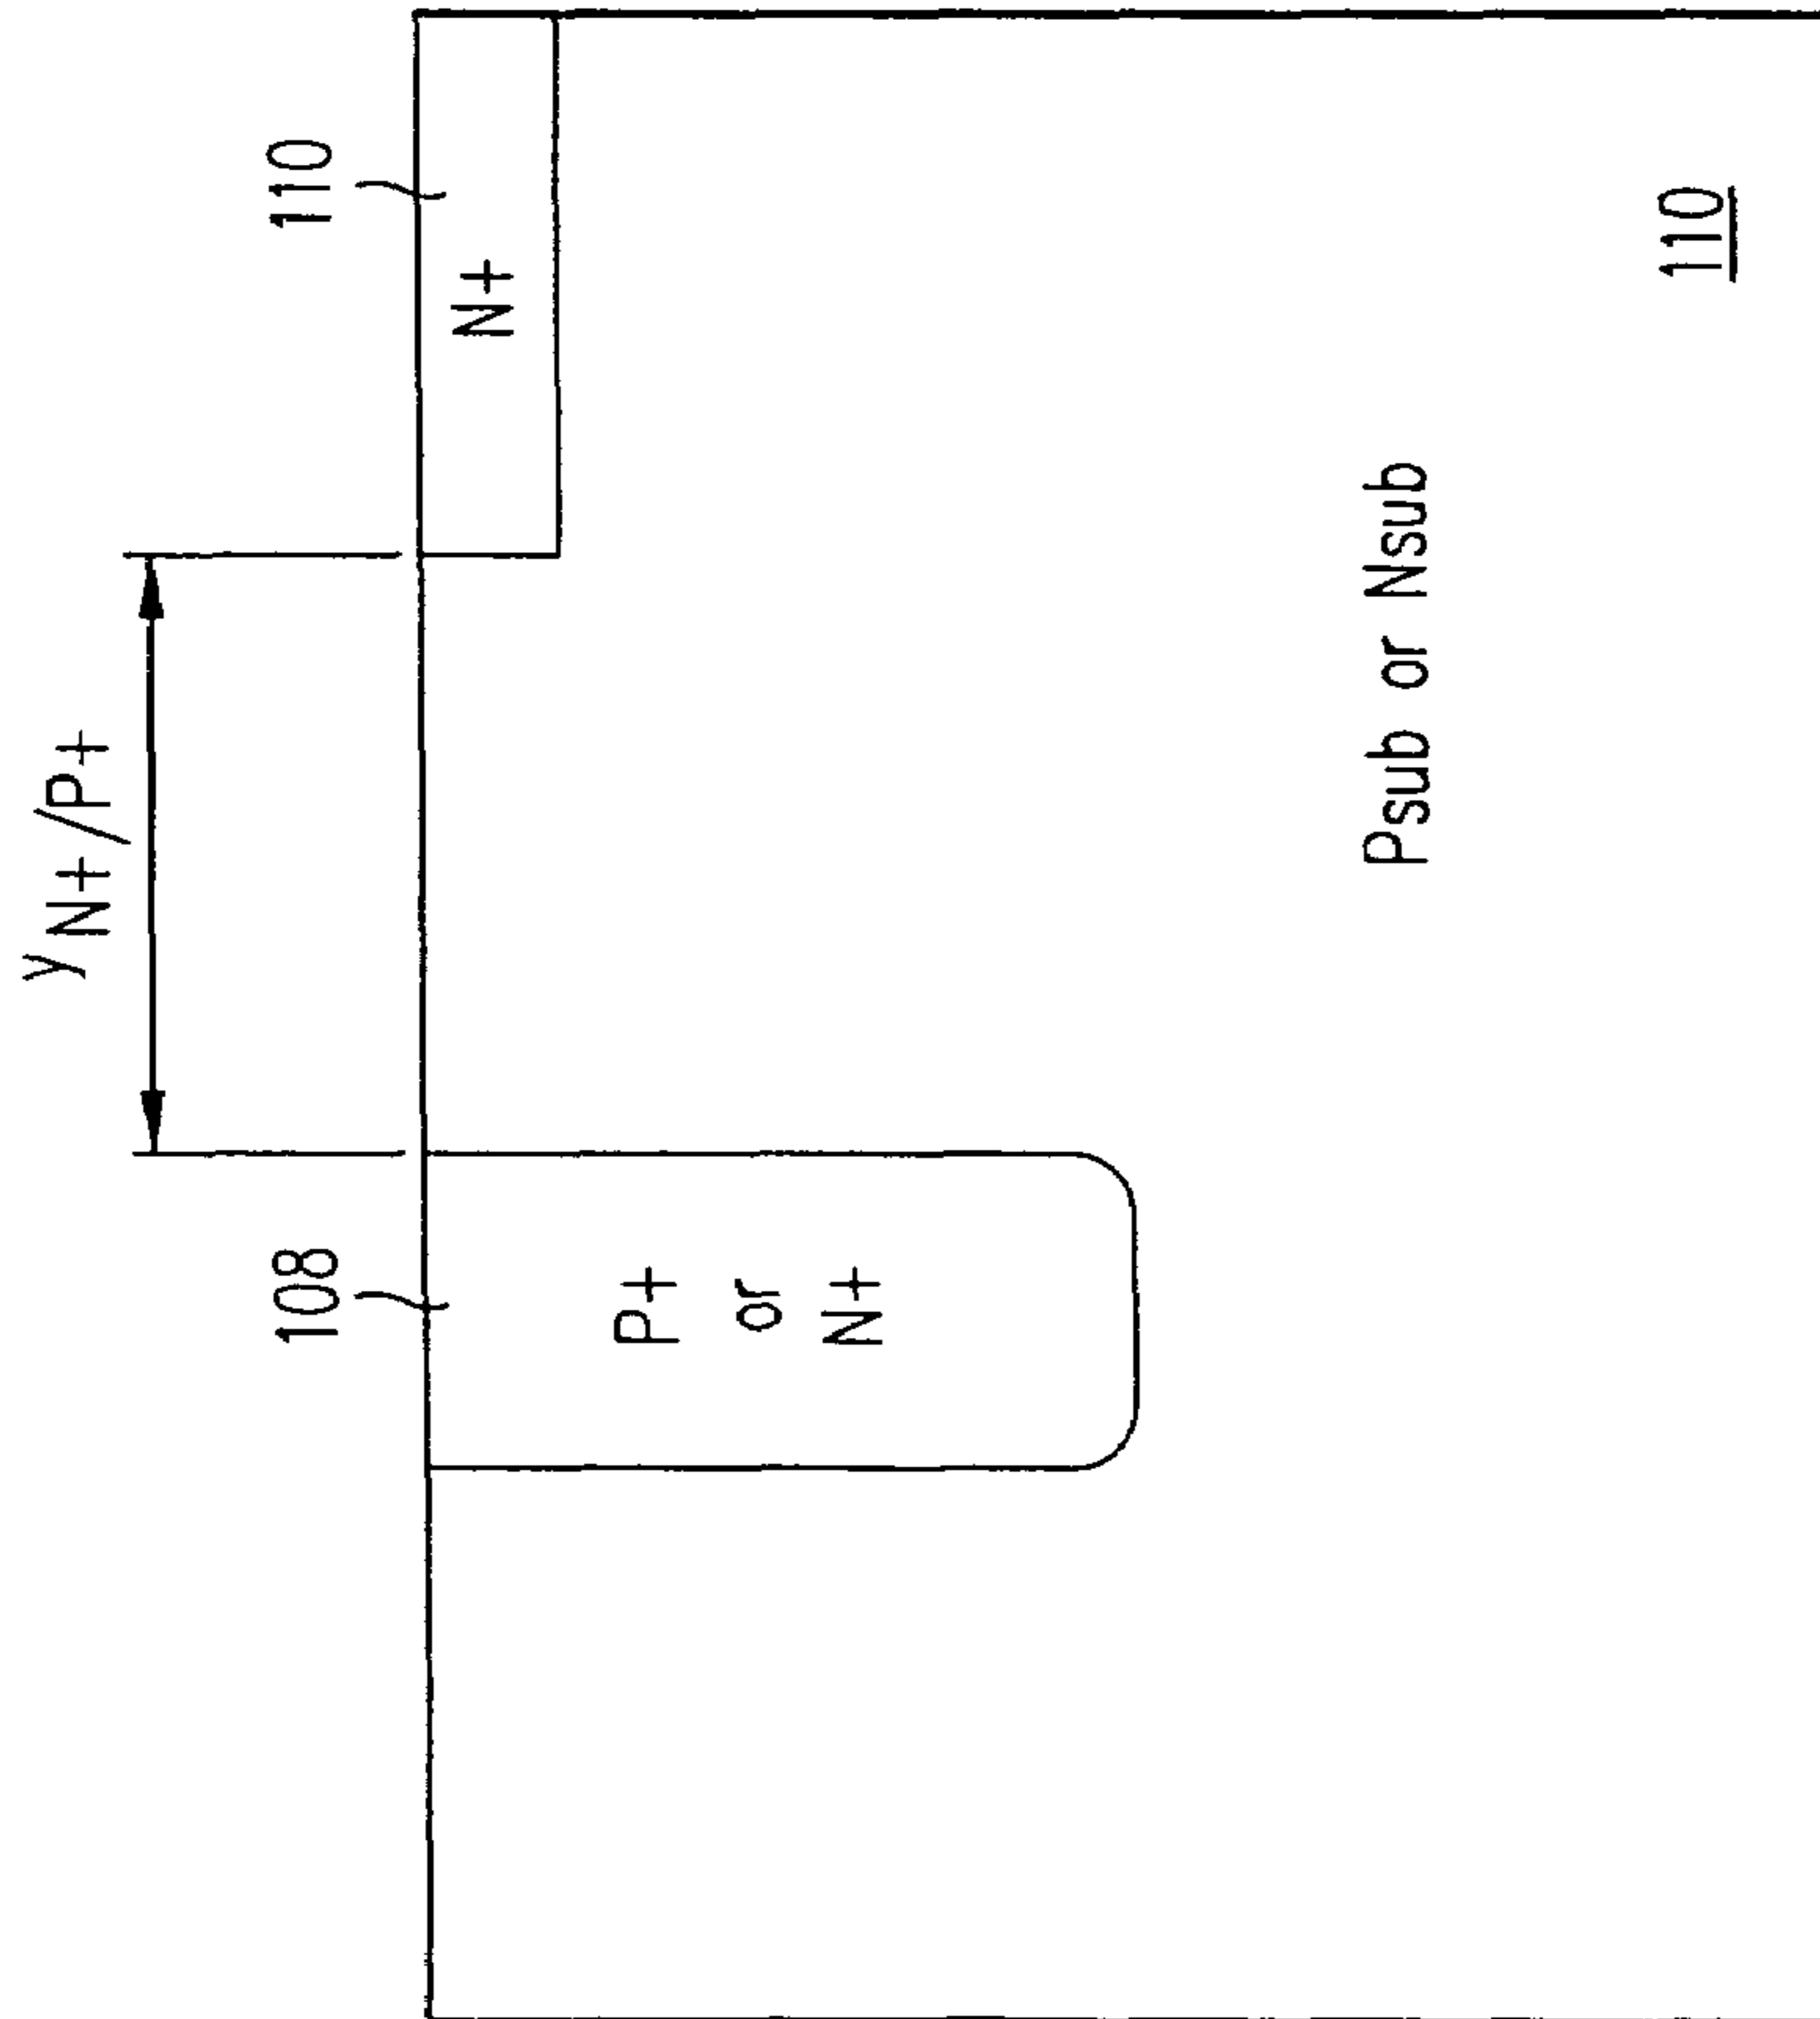 y N+/P+
108
110
N+
P+
or
N+
Psub or Nsub
110